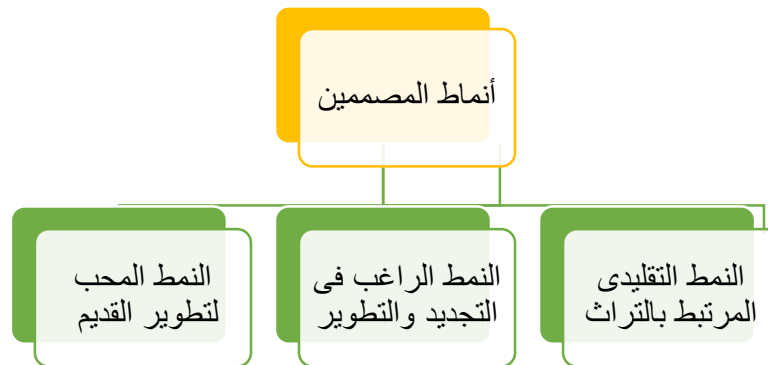 أنماط المصممين
النمط التقليدى
المرتبط بالتراث
النمط الراغب فى
التجديد والتطوير
النمط المحب
لتطوير القديم